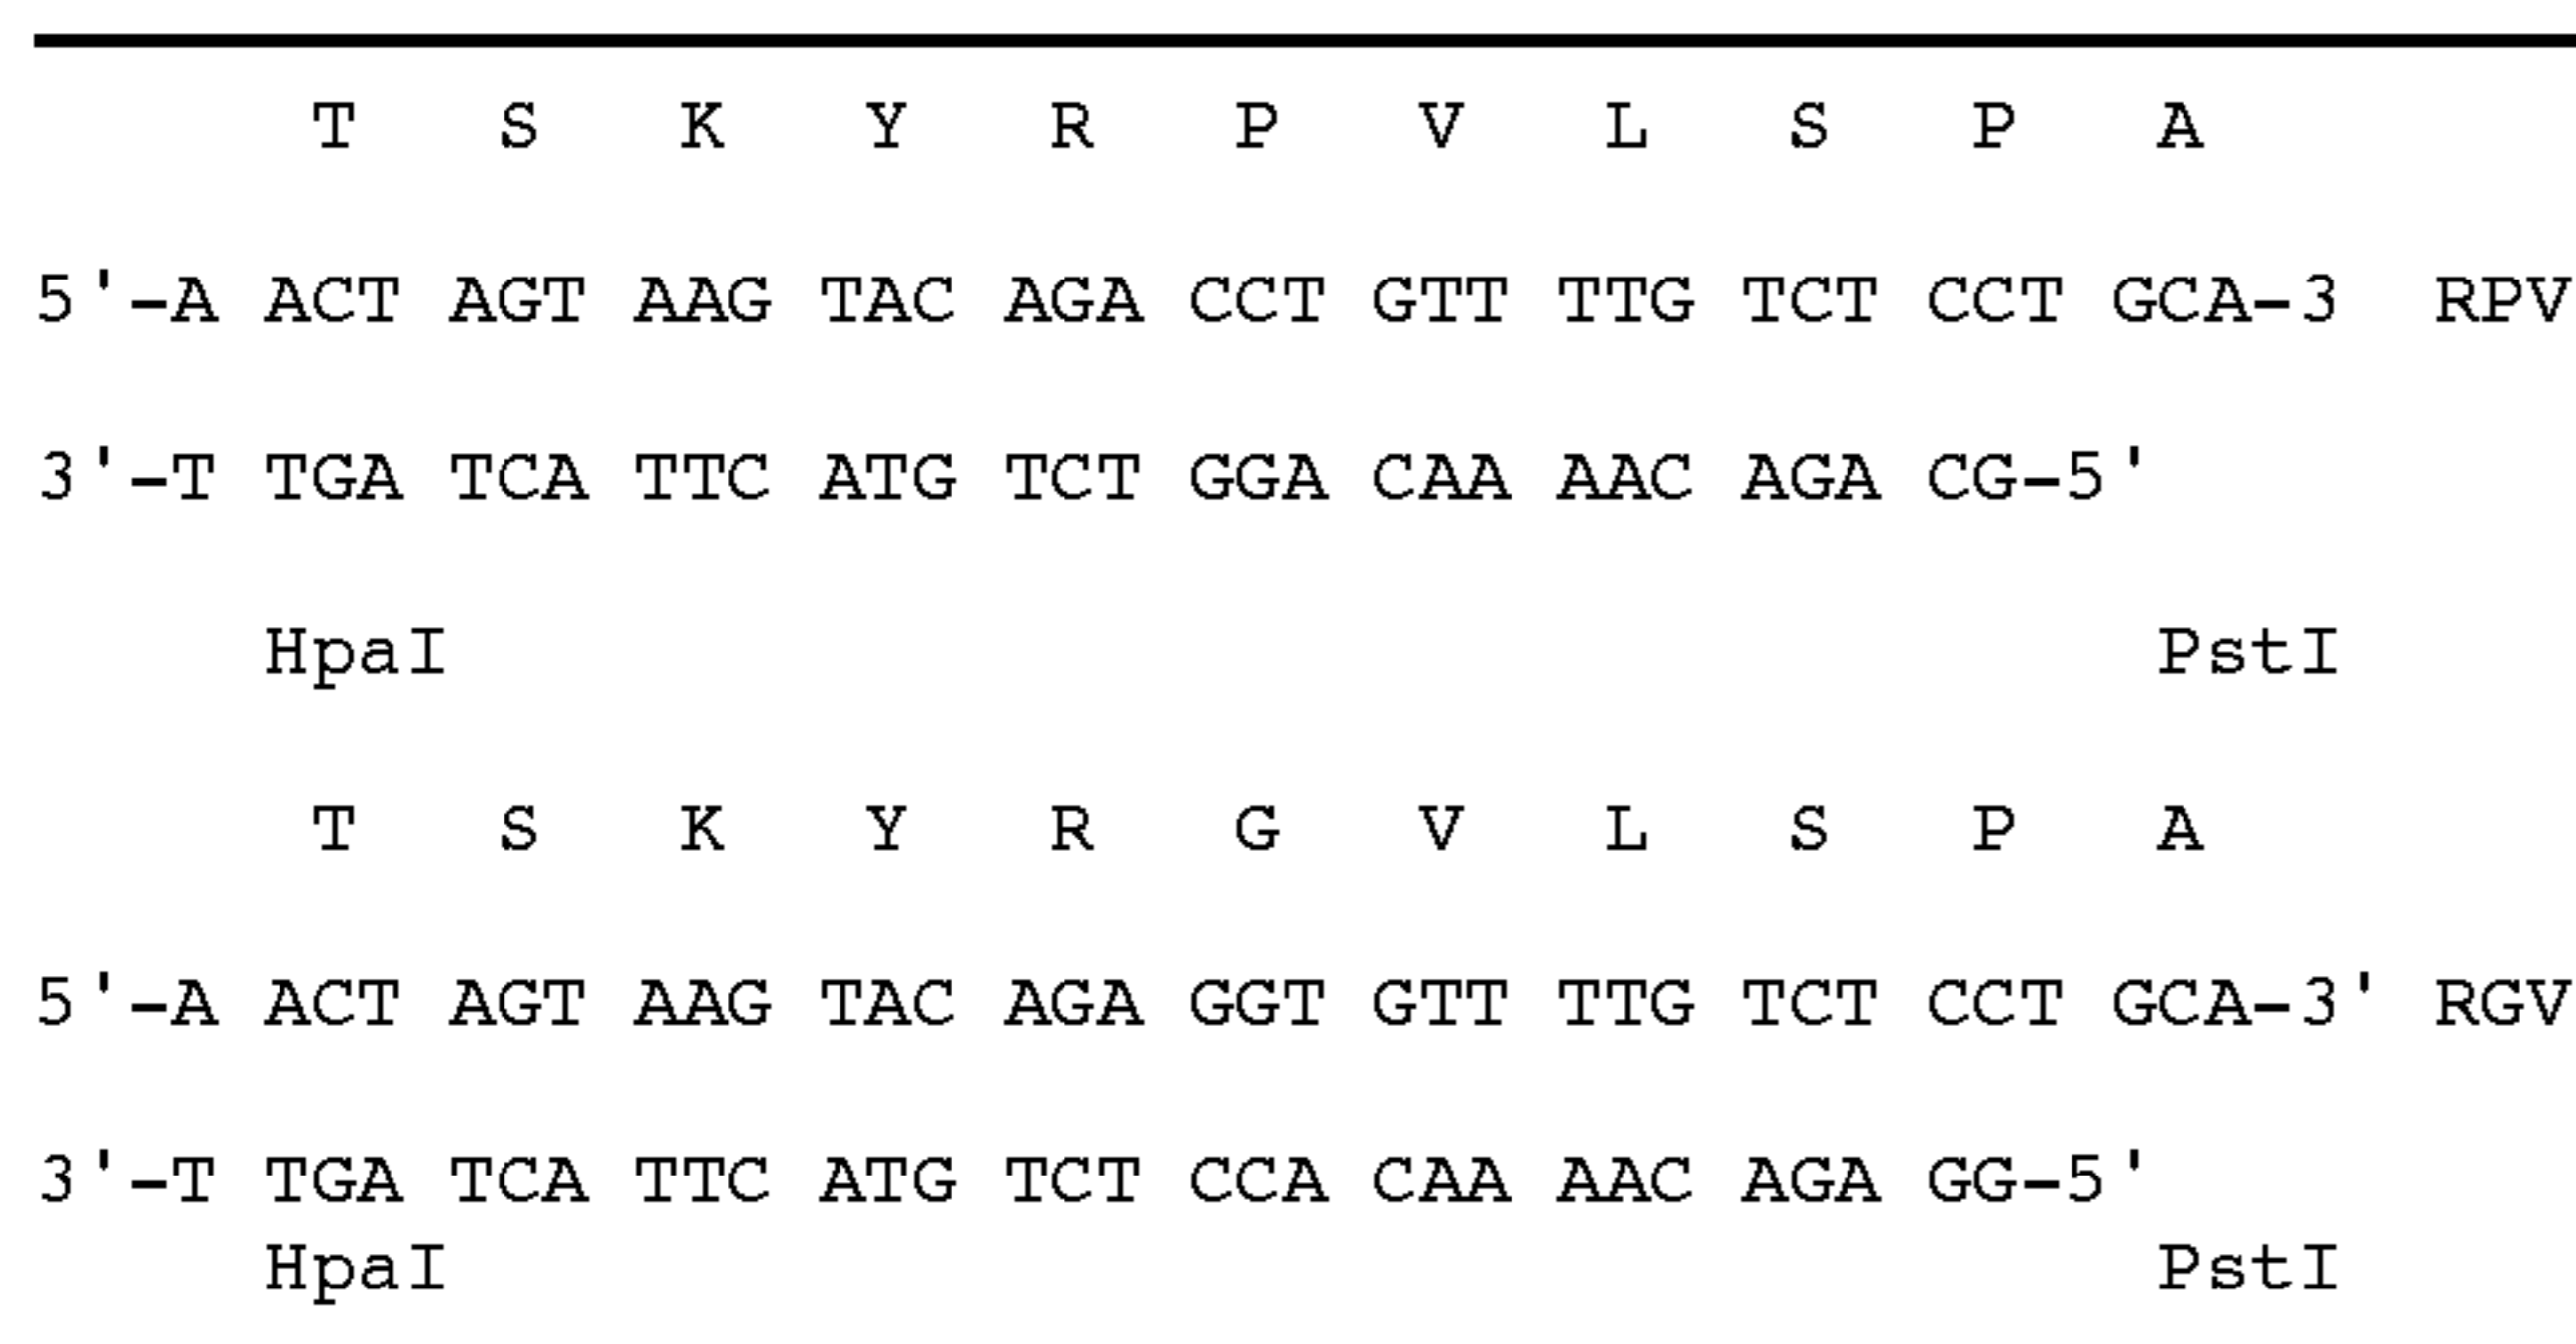 T S K Y R P V L S P A
5'-A ACT AGT AAG TAC AGA CCT GTT TTG TCT CCT GCA-3 RPV
3'-T TGA TCA TTC ATG TCT GGA CAA AAC AGA CG-5'
HpaI PstI
T S K Y R G V L S P A
5'-A ACT AGT AAG TAC AGA GGT GTT TTG TCT CCT GCA-3' RGV
3'-T TGA TCA TTC ATG TCT CCA CAA AAC AGA GG-5'
HpaI PstI